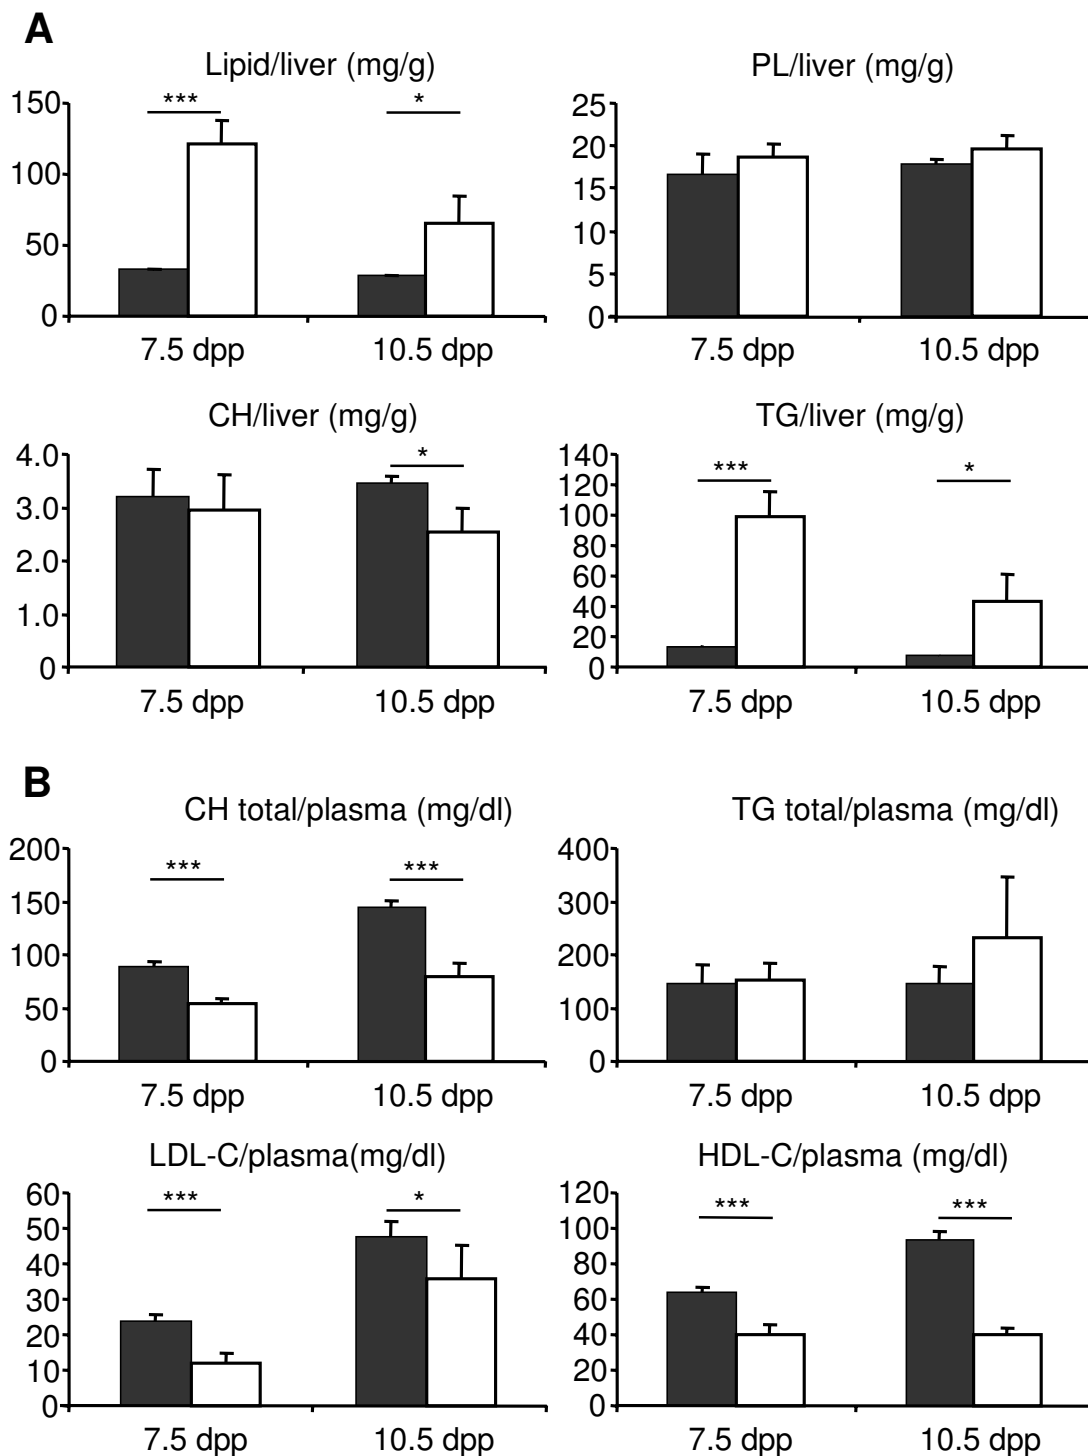 A
Lipid/liver (mg/g)
PL/liver (mg/g)
150
100
50
0
***
*
7.5 dpp
10.5 dpp
25
20
15
10
5
0
7.5 dpp
10.5 dpp
CH/liver (mg/g)
TG/liver (mg/g)
4.0
3.0
2.0
1.0
0
*
7.5 dpp
10.5 dpp
140
120
100
80
60
40
20
0
***
*
7.5 dpp
10.5 dpp
B
CH total/plasma (mg/dl)
TG total/plasma (mg/dl)
200
150
100
50
0
***
***
7.5 dpp
10.5 dpp
400
300
200
100
0
7.5 dpp
10.5 dpp
LDL-C/plasma(mg/dl)
HDL-C/plasma (mg/dl)
60
50
40
30
20
10
0
***
*
7.5 dpp
10.5 dpp
120
100
80
60
40
20
0
***
***
7.5 dpp
10.5 dpp